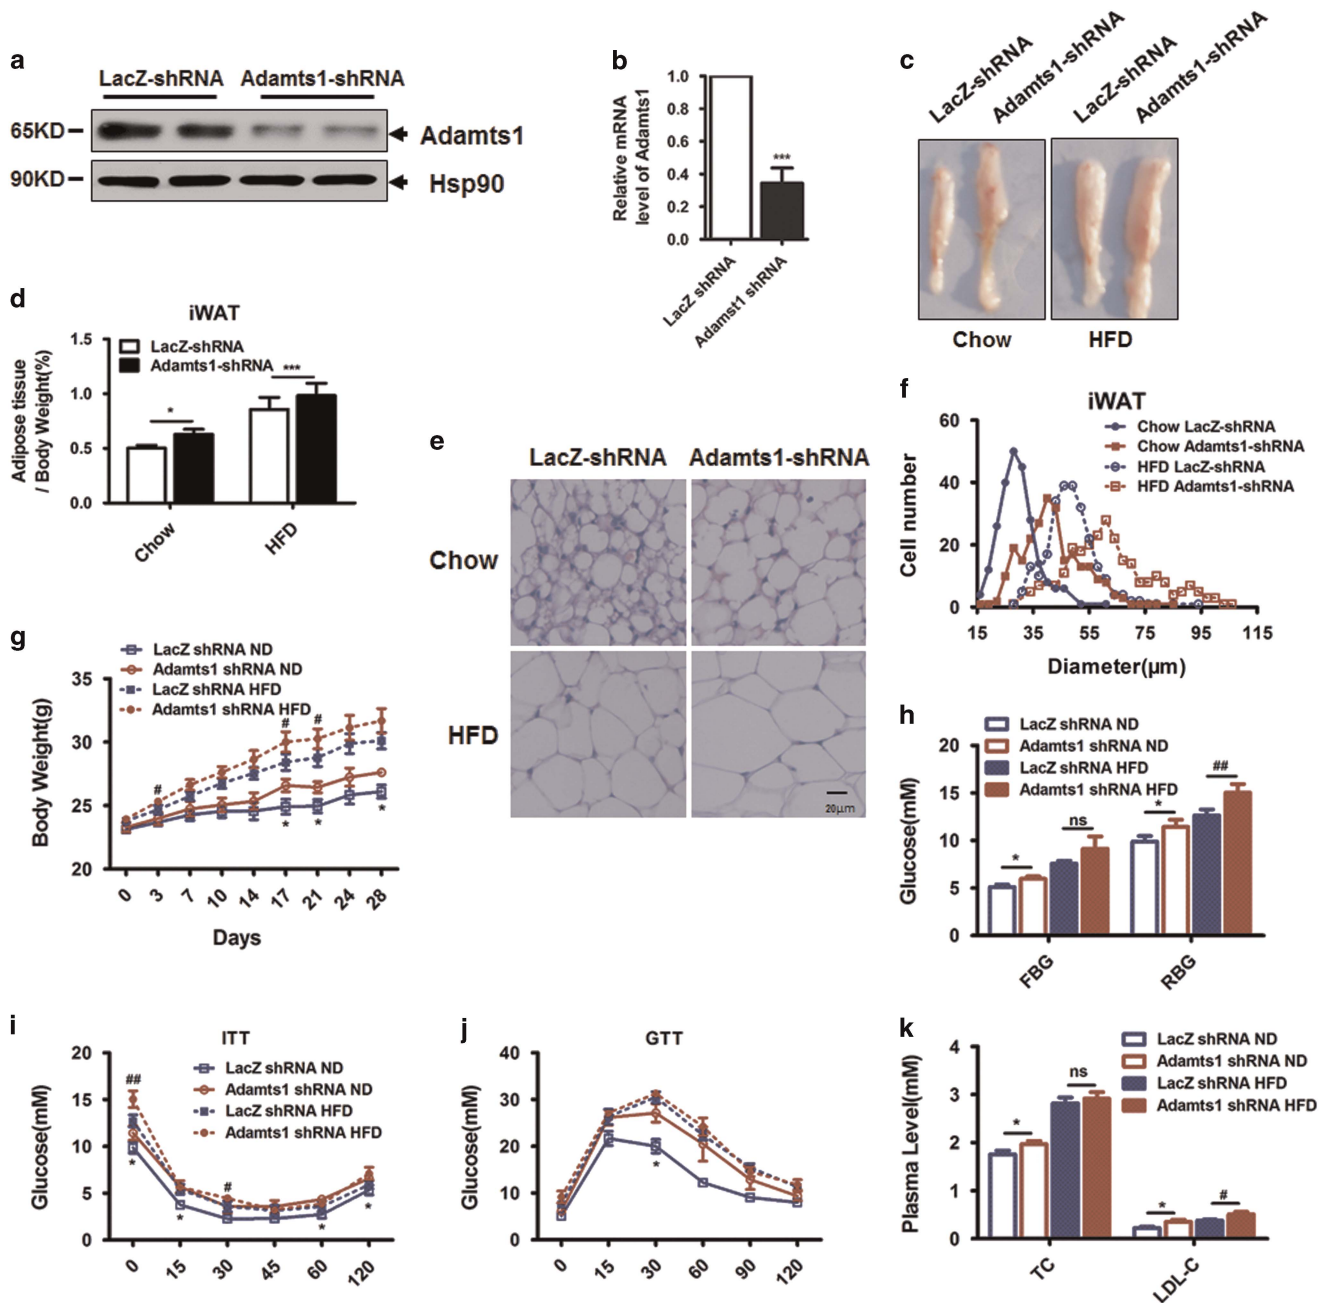 a
LacZ-shRNA Adamts1-shRNA
65KD
Adamts1
90KD
Hsp90
b
Relative mRNA
level of Adamts1
1.0
0.8
0.6
0.4
0.2
0.0
***
LacZ shRNA
Adamst1 shRNA
c
LacZ-shRNA
Adamts1-shRNA
LacZ-shRNA
Adamts1-shRNA
Chow
HFD
d
iWAT
Adipose tissue
/ Body Weight(%)
1.5
1.0
0.5
0.0
LacZ-shRNA
Adamts1-shRNA
*
***
Chow
HFD
e
LacZ-shRNA Adamts1-shRNA
Chow
HFD
20μm
f
iWAT
Cell number
60
40
20
0
Chow LacZ-shRNA
Chow Adamts1-shRNA
HFD LacZ-shRNA
HFD Adamts1-shRNA
15 35 55 75 95 115
Diameter(μm)
g
LacZ shRNA ND
Adamts1 shRNA ND
LacZ shRNA HFD
Adamts1 shRNA HFD
Body Weight(g)
35
30
25
20
# # #
* * *
0 3 7 10 14 17 21 24 28
Days
h
LacZ shRNA ND
Adamts1 shRNA ND
LacZ shRNA HFD
Adamts1 shRNA HFD
Glucose(mM)
20
15
10
5
0
* ns * ##
FBG
RBG
i
ITT
Glucose(mM)
20
15
10
5
0
LacZ shRNA ND
Adamts1 shRNA ND
LacZ shRNA HFD
Adamts1 shRNA HFD
## #
* * * *
0 15 30 45 60 120
j
GTT
Glucose(mM)
40
30
20
10
0
*
0 15 30 60 90 120
k
Plasma Level(mM)
4
3
2
1
0
LacZ shRNA ND
Adamts1 shRNA ND
LacZ shRNA HFD
Adamts1 shRNA HFD
* ns * #
TC
LDL-C